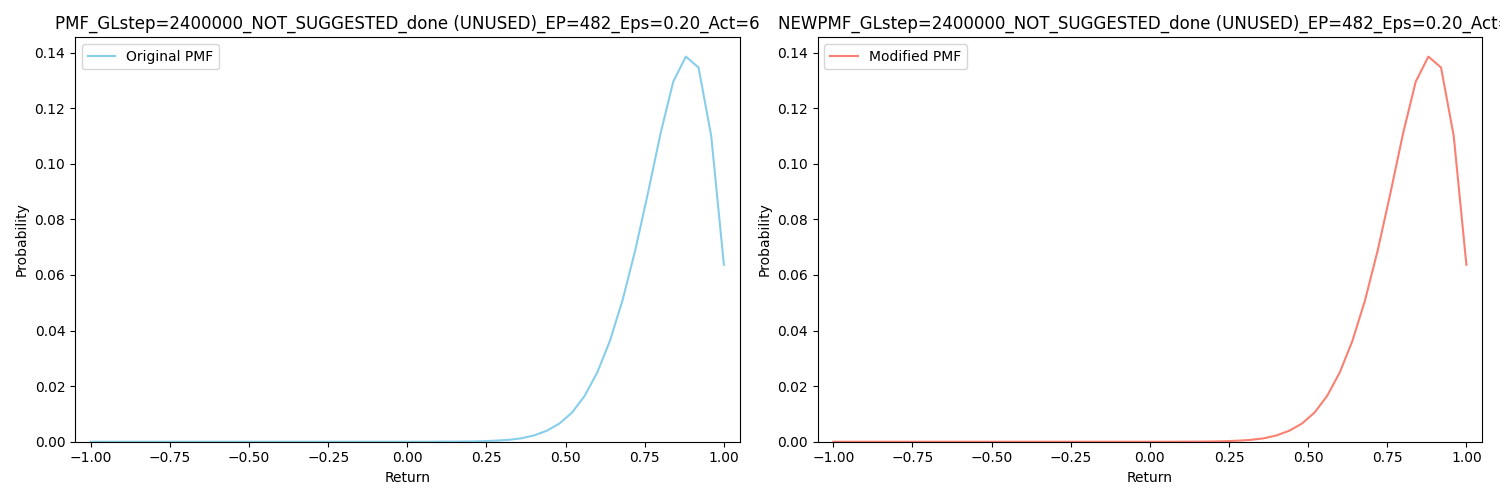 PMF_GLstep=2400000_NOT_SUGGESTED_done (UNUSED)_EP=482_Eps=0.20_Act=6
Original PMF
Probability
0.14
0.12
0.10
0.08
0.06
0.04
0.02
0.00
−1.00 −0.75 −0.50 −0.25 0.00 0.25 0.50 0.75 1.00
Return
NEWPMF_GLstep=2400000_NOT_SUGGESTED_done (UNUSED)_EP=482_Eps=0.20_Act=
Modified PMF
Probability
0.14
0.12
0.10
0.08
0.06
0.04
0.02
0.00
−1.00 −0.75 −0.50 −0.25 0.00 0.25 0.50 0.75 1.00
Return